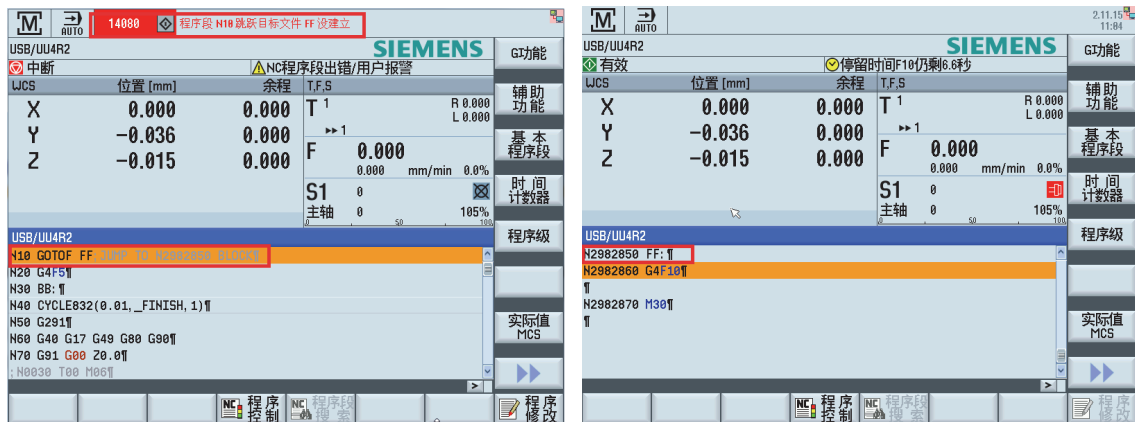 M AUTO 14080 程序段 N10 跳跃目标文件 FF 没建立
USB/UU4R2 SIEMENS
中断 NC程序段出错/用户报警
WCS 位置 [mm] 余程 T,F,S
X 0.000 0.000 T 1 R 0.000
L 0.000
Y -0.036 0.000 ▸▸ 1
Z -0.015 0.000 F 0.000
0.000 mm/min 0.0%
S1 0
主轴 0 105%
0 50 100
USB/UU4R2
N10 GOTOF FF;JUMP TO N2982850 BLOCK¶
N20 G4F5¶
N30 BB:¶
N40 CYCLE832(0.01,_FINISH,1)¶
N50 G291¶
N60 G40 G17 G49 G80 G90¶
N70 G91 G00 Z0.0¶
;N0030 T00 M06¶
G功能
辅助功能
基本程序段
时间计数器
程序级
实际值
MCS
NC 程序控制 NC 程序段搜索 程序修改
M AUTO 2.11.15
11:04
USB/UU4R2 SIEMENS
有效 停留时间F10仍剩6.6秒
WCS 位置 [mm] 余程 T,F,S
X 0.000 0.000 T 1 R 0.000
L 0.000
Y -0.036 0.000 ▸▸ 1
Z -0.015 0.000 F 0.000
0.000 mm/min 0.0%
S1 0
主轴 0 105%
0 50 100
USB/UU4R2
N2982850 FF:¶
N2982860 G4F10¶
¶
N2982870 M30¶
¶
G功能
辅助功能
基本程序段
时间计数器
程序级
实际值
MCS
NC 程序控制 NC 程序段搜索 程序修改